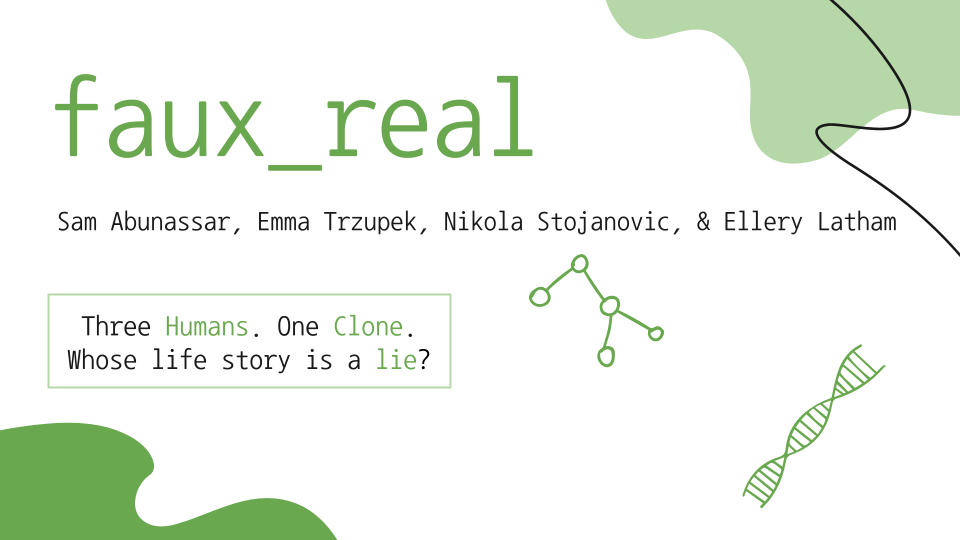 faux_real
Sam Abunassar, Emma Trzupek, Nikola Stojanovic, & Ellery Latham
Three Humans. One Clone.
Whose life story is a lie?